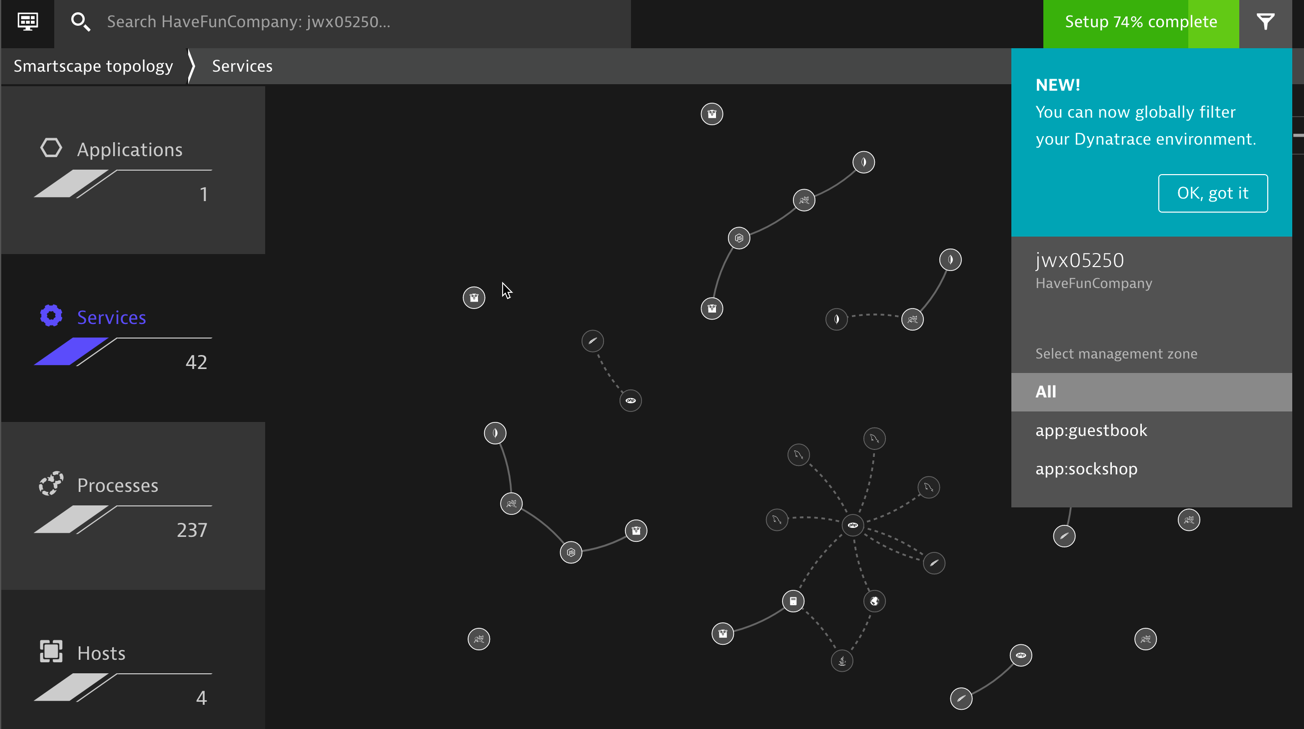 Search HaveFunCompany: jwx05250...
Setup 74% complete
Smartscape topology
Services
Applications
1
Services
42
Processes
237
Hosts
4
NEW!
You can now globally filter
your Dynatrace environment.
OK, got it
jwx05250
HaveFunCompany
Select management zone
All
app:guestbook
app:sockshop